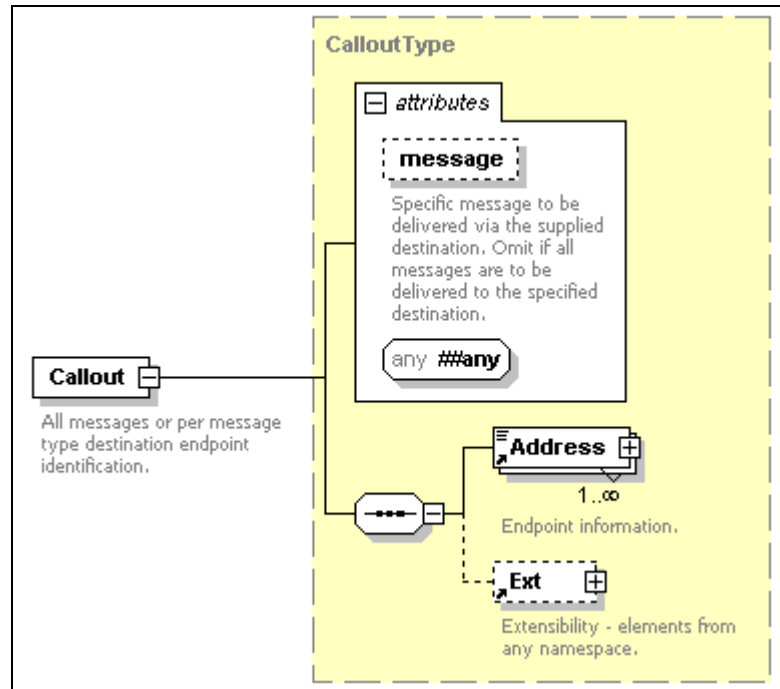 CalloutType
attributes
message
Specific message to be
delivered via the supplied
destination. Omit if all
messages are to be
delivered to the specified
destination.
any ##any
Callout
All messages or per message
type destination endpoint
identification.
Address
1..∞
Endpoint information.
Ext
Extensibility - elements from
any namespace.